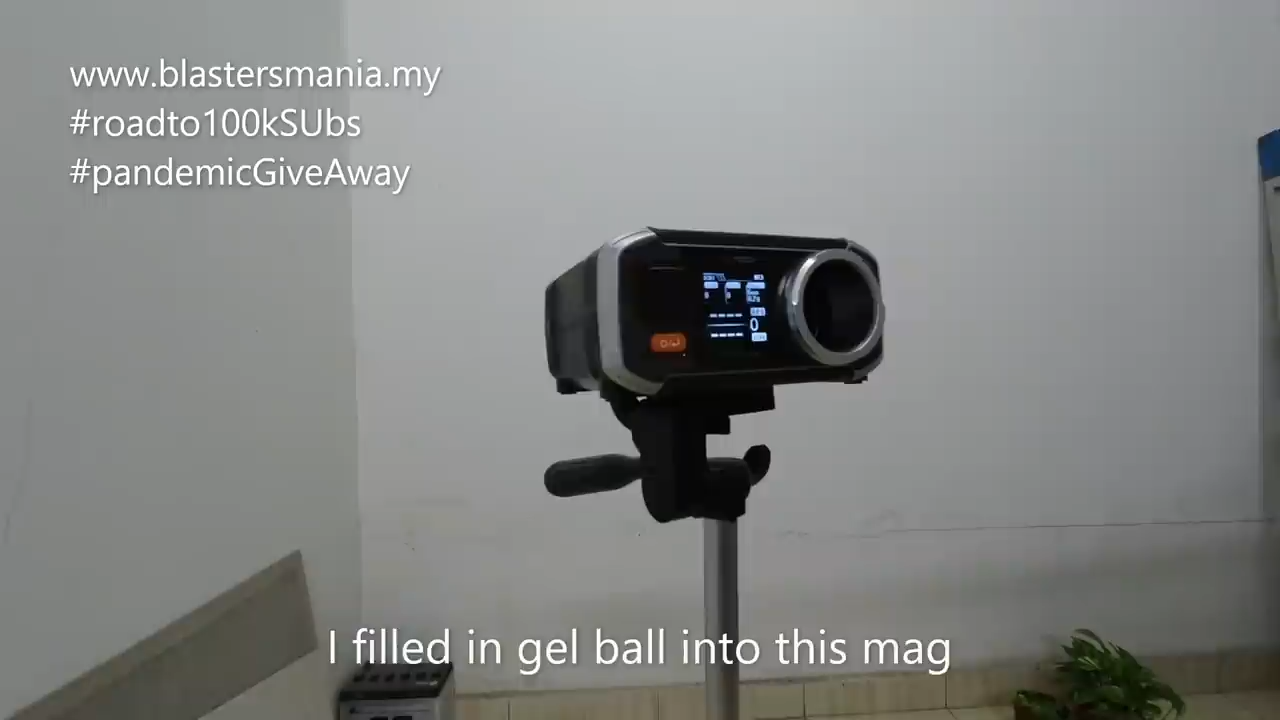 www.blastersmania.my
#roadto100kSUbs
#pandemicGiveAway
I filled in gel ball into this mag